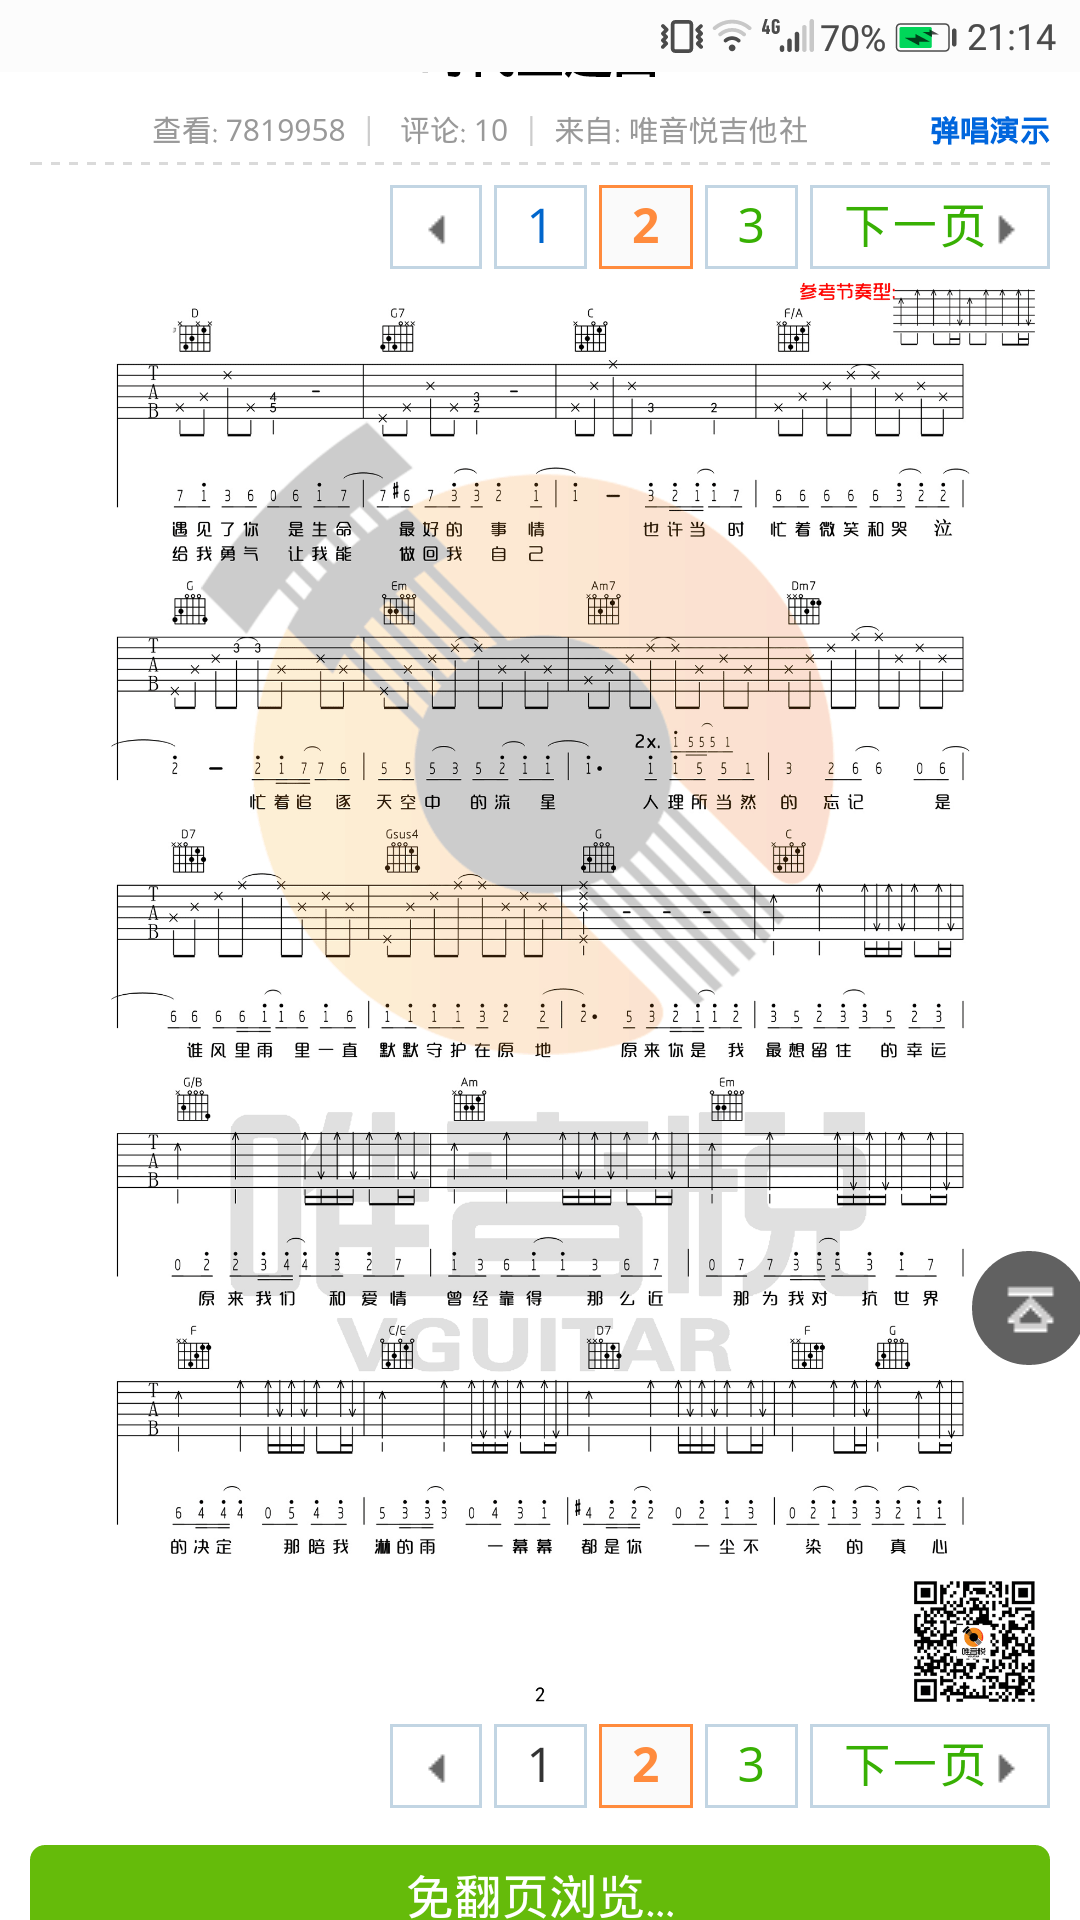 4G 70% 21:14
查看: 7819958 | 评论: 10 | 来自: 唯音悦吉他社 弹唱演示
1 2 3 下一页
参考节奏型:
D G7 C F/A
T
A
B
7 1 3 6 0 6 1 7 7 #6 7 3 3 2 1 1 - 3 2 1 1 7 6 6 6 6 6 3 2 2
遇见了你 是生命 最好的 事 情 也许当 时 忙着微笑和哭 泣
给我勇气 让我能 做回我 自 己
G Em Am7 Dm7
T
A
B
2x. 1 5 5 5 1
2 - 2 1 7 7 6 5 5 5 3 5 2 1 1 1 1 1 5 5 1 3 2 6 6 0 6
忙着追 逐 天空中 的流 星 人理所当然 的 忘记 是
D7 Gsus4 G C
T
A
B
6 6 6 6 1 1 6 1 6 1 1 1 1 3 2 2 2 5 3 2 1 1 2 3 5 2 3 3 5 2 3
谁风里雨 里一直 默默守护在原 地 原来你是 我 最想留住 的幸运
G/B Am Em
T
A
B
0 2 2 3 4 4 3 2 7 1 3 6 1 1 3 6 7 0 7 7 3 5 5 3 1 7
原来我们 和爱情 曾经靠得 那么近 那为我对 抗世界
唯音悦
VGUITAR
F C/E D7 F G
T
A
B
6 4 4 4 0 5 4 3 5 3 3 3 0 4 3 1 #4 2 2 2 0 2 1 3 0 2 1 3 3 2 1 1
的决定 那陪我 淋的雨 一幕幕 都是你 一尘不 染 的 真 心
唯音悦
2
1 2 3 下一页
免翻页浏览...